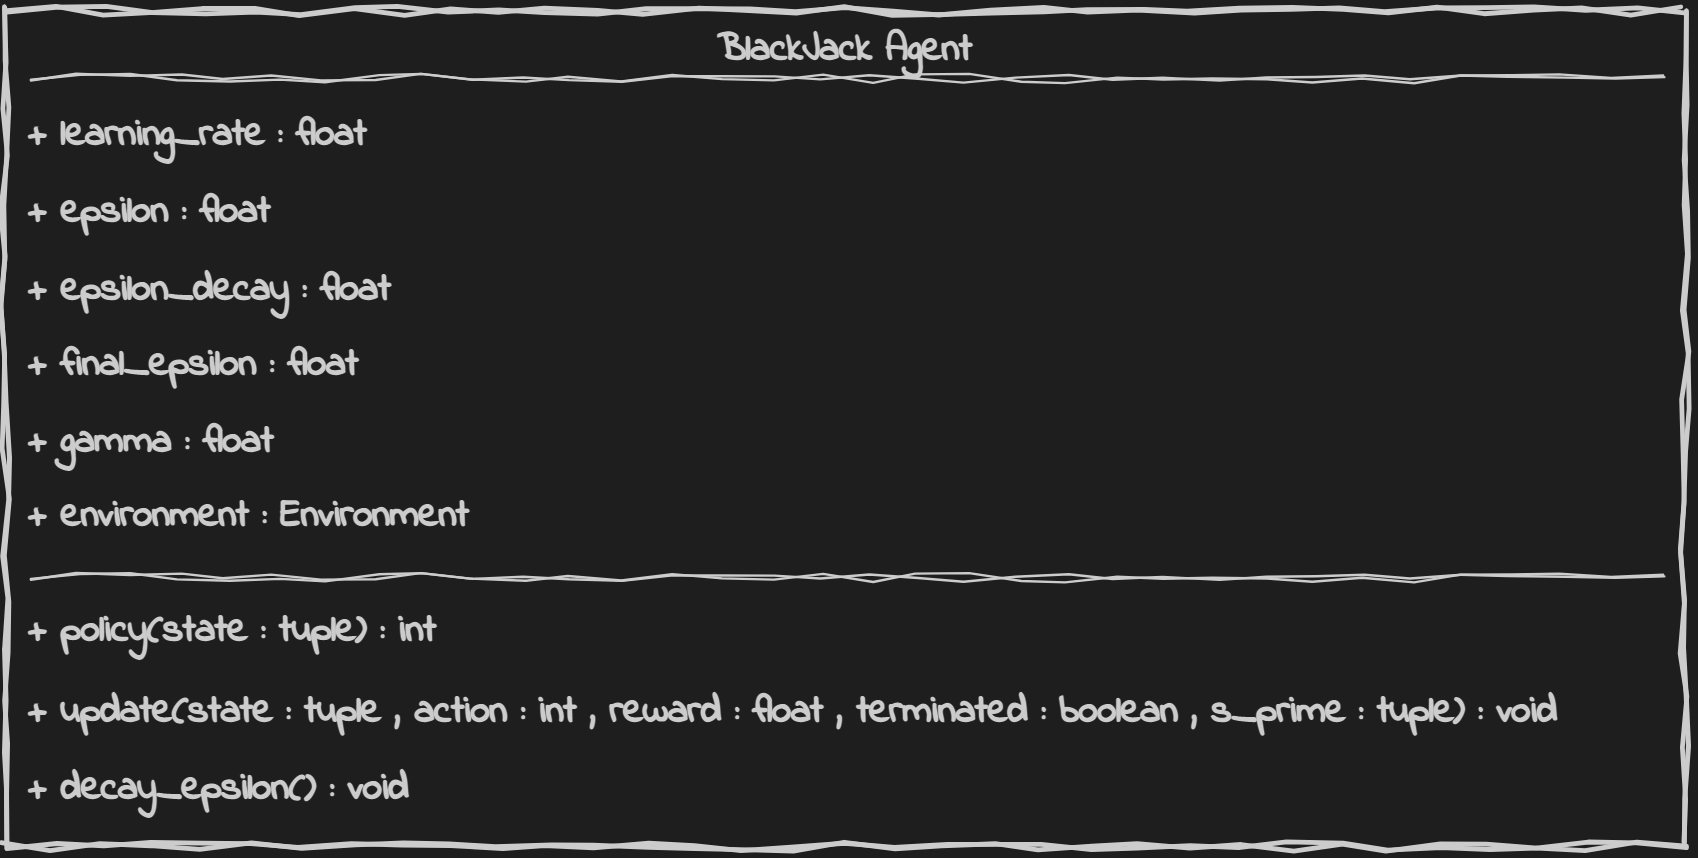 BlackJack Agent
+ learning_rate : float
+ epsilon : float
+ epsilon_decay : float
+ final_epsilon : float
+ gamma : float
+ environment : Environment
+ policy(state : tuple) : int
+ update(state : tuple , action : int , reward : float , terminated : boolean , s_prime : tuple) : void
+ decay_epsilon() : void